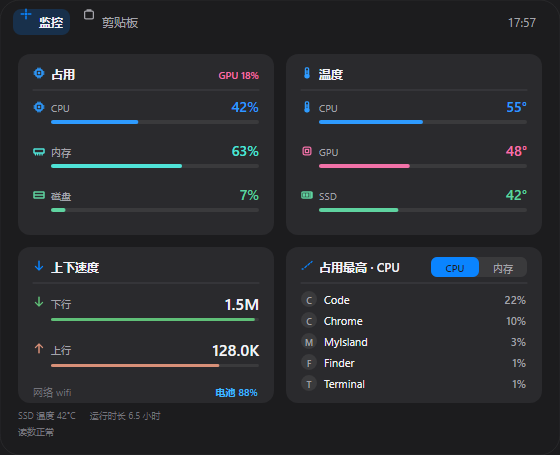 监控 剪贴板 17:57
占用 GPU 18%
CPU 42%
内存 63%
磁盘 7%
温度
CPU 55°
GPU 48°
SSD 42°
上下速度
下行 1.5M
上行 128.0K
网络 wifi 电池 88%
占用最高 · CPU CPU 内存
C Code 22%
C Chrome 10%
M MyIsland 3%
F Finder 1%
T Terminal 1%
SSD 温度 42°C 运行时长 6.5 小时
读数正常